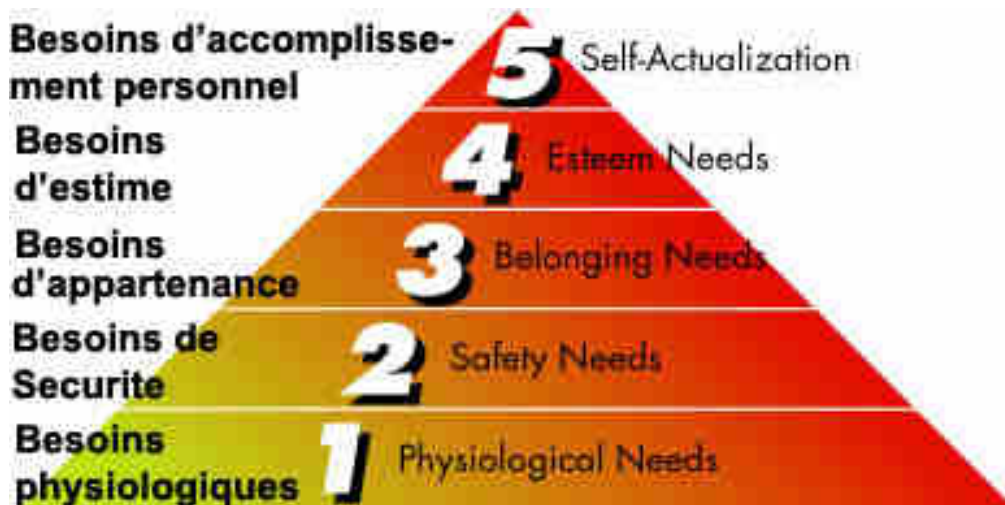 Besoins d'accomplisse-
ment personnel
5 Self-Actualization
Besoins
d'estime
4 Esteem Needs
Besoins
d'appartenance
3 Belonging Needs
Besoins de
Securite
2 Safety Needs
Besoins
physiologiques
1 Physiological Needs